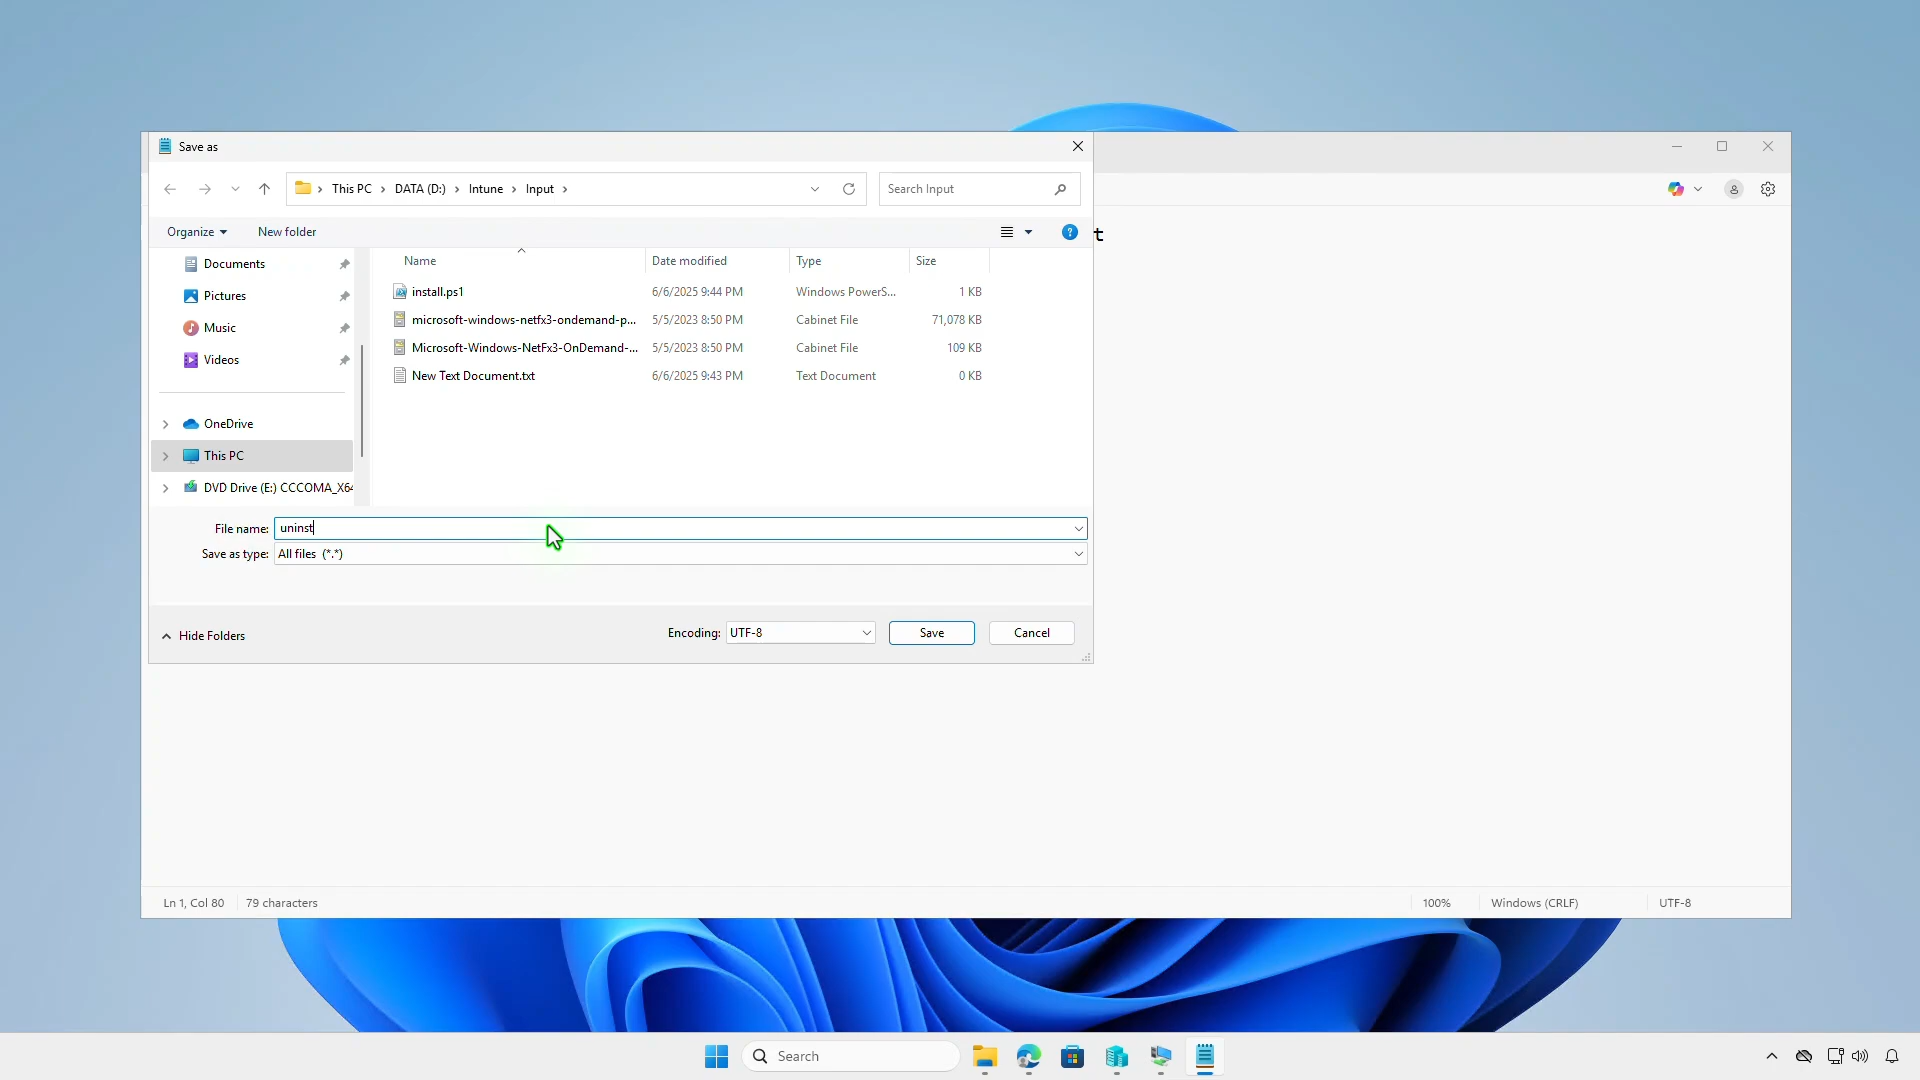 Save as
This PC > DATA (D:) > Intune > Input >
Search Input
Organize
New folder
t
Name
Date modified
Type
Size
Documents
Pictures
Music
Videos
OneDrive
This PC
DVD Drive (E:) CCCOMA_X64
install.ps1 6/6/2025 9:44 PM Windows PowerS... 1 KB
microsoft-windows-netfx3-ondemand-p... 5/5/2023 8:50 PM Cabinet File 71,078 KB
Microsoft-Windows-NetFx3-OnDemand-... 5/5/2023 8:50 PM Cabinet File 109 KB
New Text Document.txt 6/6/2025 9:43 PM Text Document 0 KB
File name: uninst
Save as type: All files (*.*)
Hide Folders
Encoding: UTF-8
Save
Cancel
Ln 1, Col 80
79 characters
100%
Windows (CRLF)
UTF-8
Search